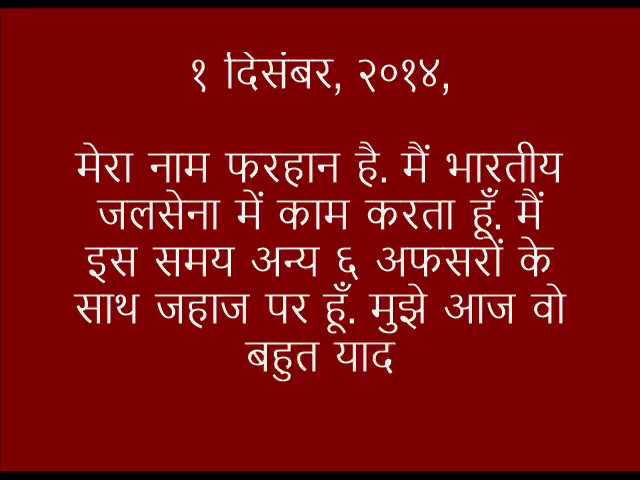 १ दिसंबर, २०१४,
मेरा नाम फरहान है. मैं भारतीय
जलसेना में काम करता हूँ. मैं
इस समय अन्य ६ अफसरों के
साथ जहाज पर हूँ. मुझे आज वो
बहुत याद